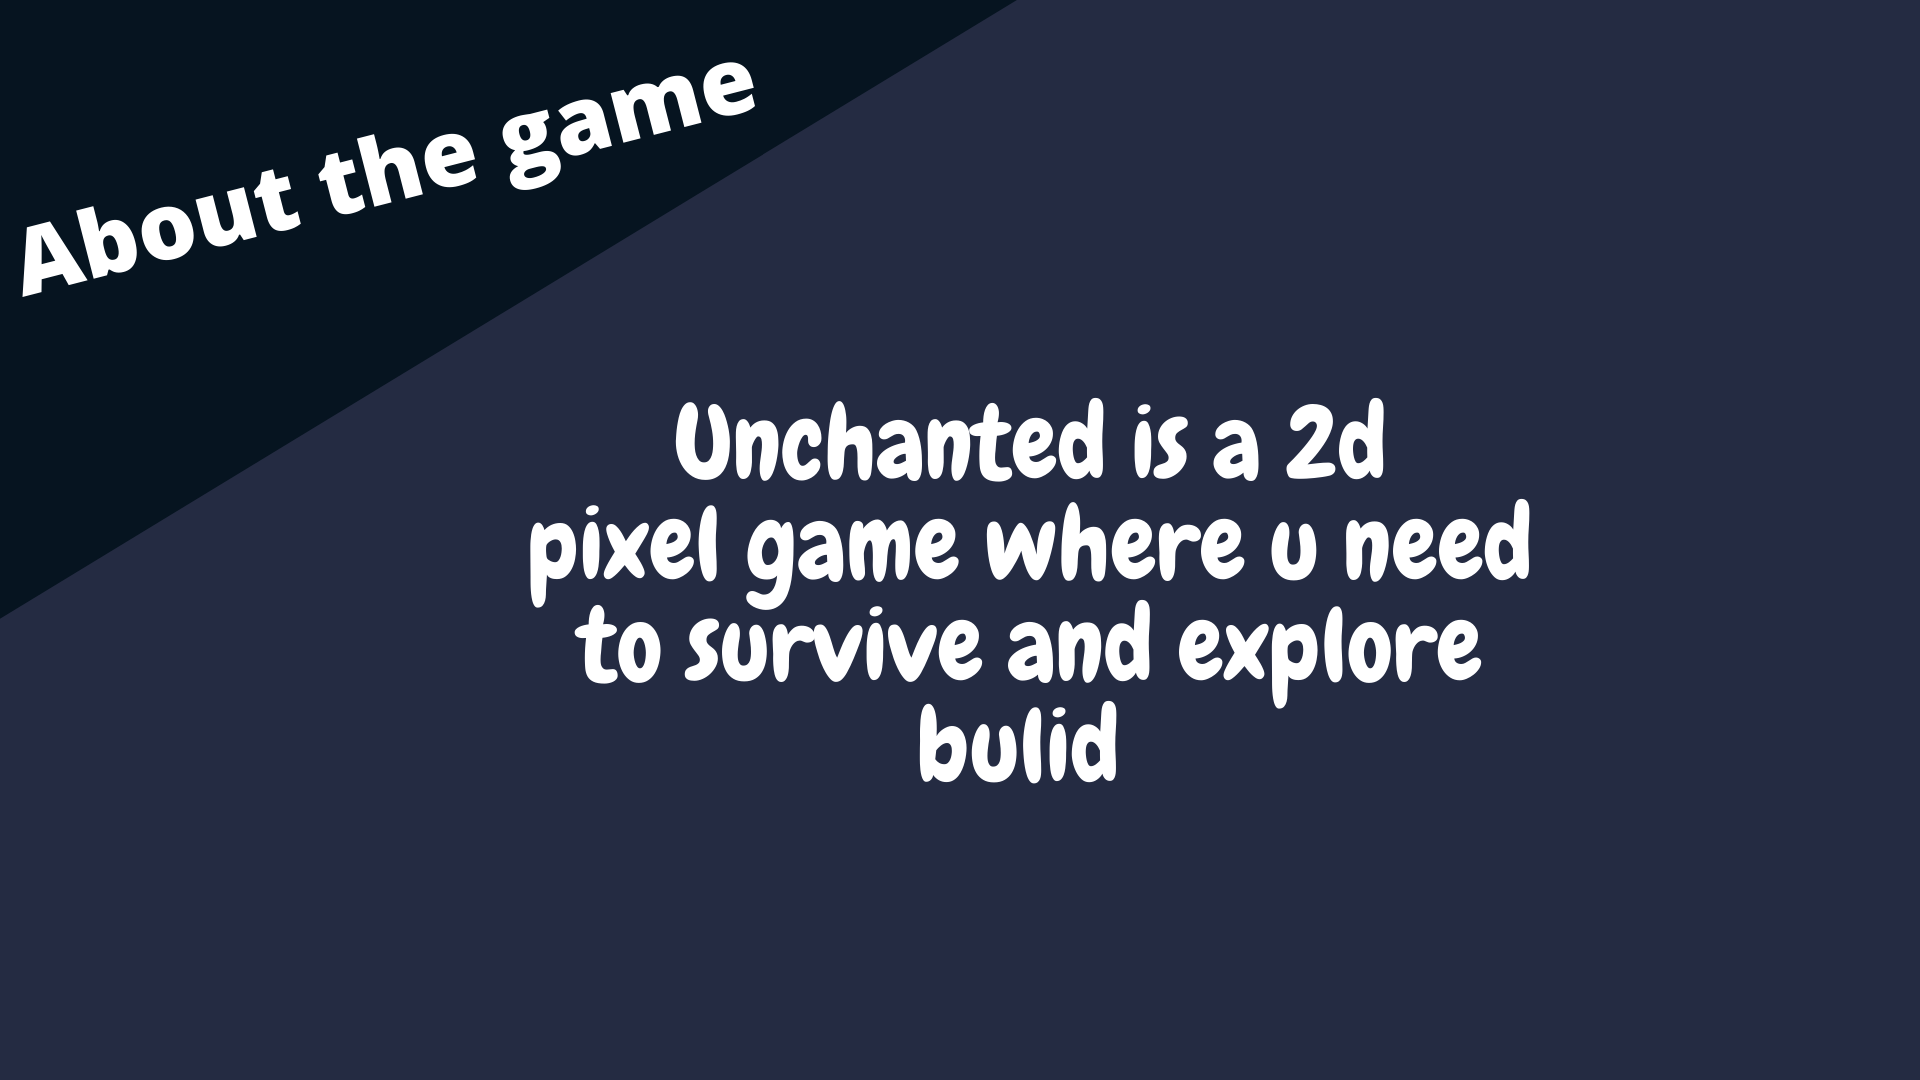 About the game
Unchanted is a 2d
pixel game where u need
to survive and explore
bulid